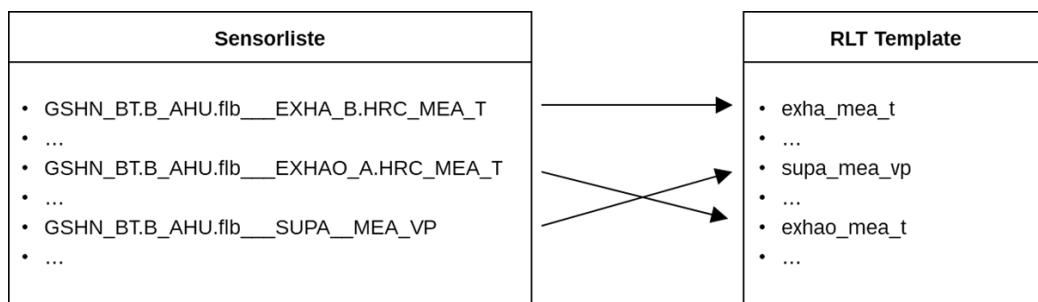 Sensorliste
• GSHN_BT.B_AHU.flb___EXHA_B.HRC_MEA_T
• ...
• GSHN_BT.B_AHU.flb___EXHAO_A.HRC_MEA_T
• ...
• GSHN_BT.B_AHU.flb___SUPA__MEA_VP
• ...
RLT Template
• exha_mea_t
• ...
• supa_mea_vp
• ...
• exhao_mea_t
• ...